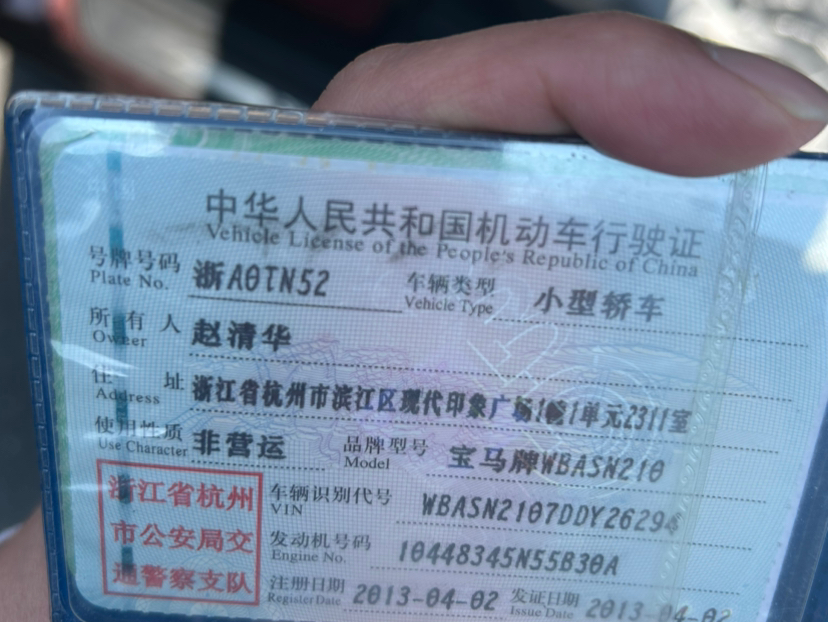 中华人民共和国机动车行驶证
Vehicle License of the People's Republic of China
号牌号码 浙A0TN52 车辆类型 小型轿车
Plate No. Vehicle Type
所有人 赵清华
Owner
住址 浙江省杭州市滨江区现代印象广场1幢1单元2311室
Address
使用性质 非营运 品牌型号 宝马牌WBASN210
Use Character Model
浙江省杭州 车辆识别代号 WBASN2107DDY26294
VIN
市公安局交 发动机号码 10448345N55B30A
Engine No.
通警察支队 注册日期 2013-04-02 发证日期 2013-04-02
Register Date Issue Date